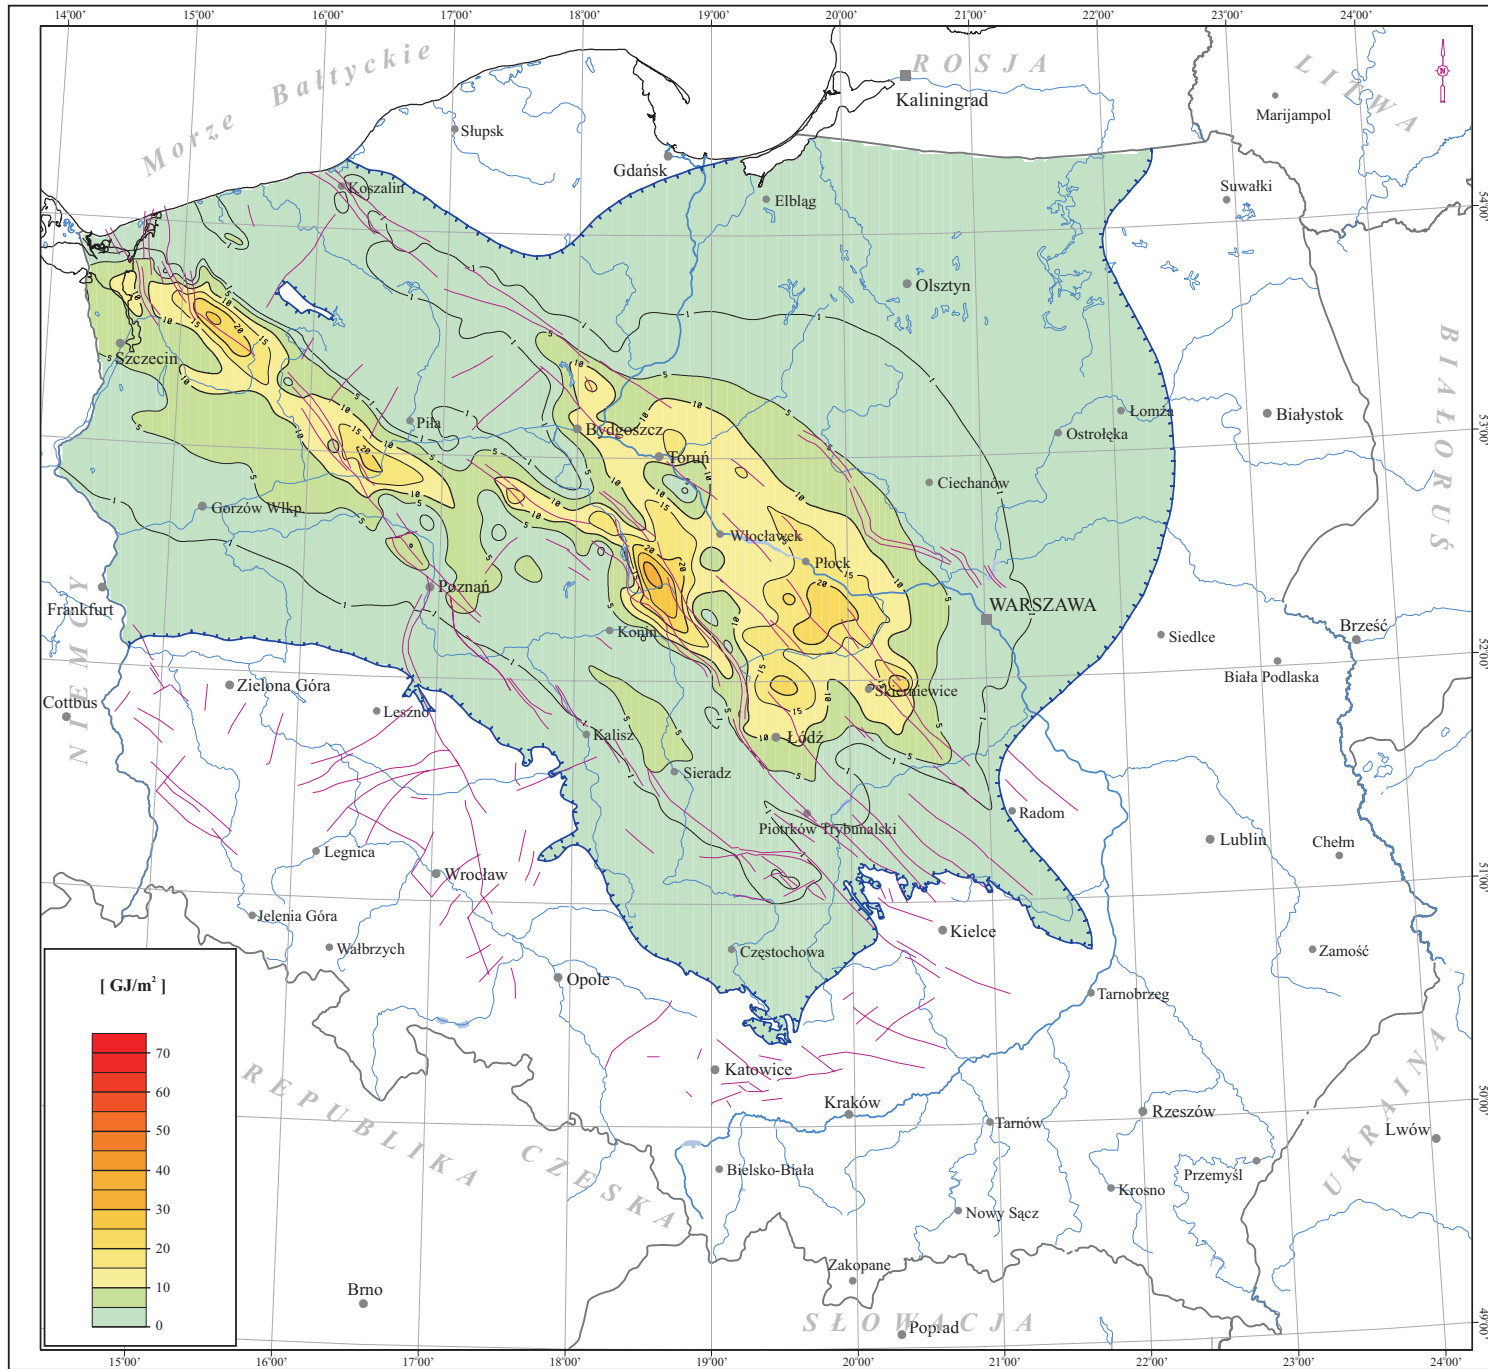 14°00' 15°00' 16°00' 17°00' 18°00' 19°00' 20°00' 21°00' 22°00' 23°00' 24°00'
Morze Bałtyckie
ROSJA
LITWA
N
Kaliningrad
Marijampol
Słupsk
Gdańsk
Koszalin
Elbląg
Suwałki
54°00'
Olsztyn
BIAŁORUŚ
Szczecin
Piła
Bydgoszcz
Łomża
Białystok
Ostrołęka
53°00'
Toruń
Ciechanów
Gorzów Wlkp.
Włocławek
Płock
NIEMCY
Frankfurt
Poznań
WARSZAWA
Konin
Siedlce
Brześć
52°00'
Biała Podlaska
Zielona Góra
Skierniewice
Cottbus
Leszno
Kalisz
Łódź
Sieradz
Radom
Piotrków Trybunalski
Lublin
Chełm
Legnica
Wrocław
51°00'
Jelenia Góra
Wałbrzych
Kielce
Częstochowa
Zamość
Opole
Tarnobrzeg
[ GJ/m² ]
70
60
50
40
30
20
10
0
REPUBLIKA CZESKA
Katowice
Kraków
Tarnów
Rzeszów
50°00'
Lwów
UKRAINA
Bielsko-Biała
Przemyśl
Krosno
Nowy Sącz
Zakopane
Brno
SŁOWACJA
Poprad
49°00'
15°00' 16°00' 17°00' 18°00' 19°00' 20°00' 21°00' 22°00' 23°00' 24°00'